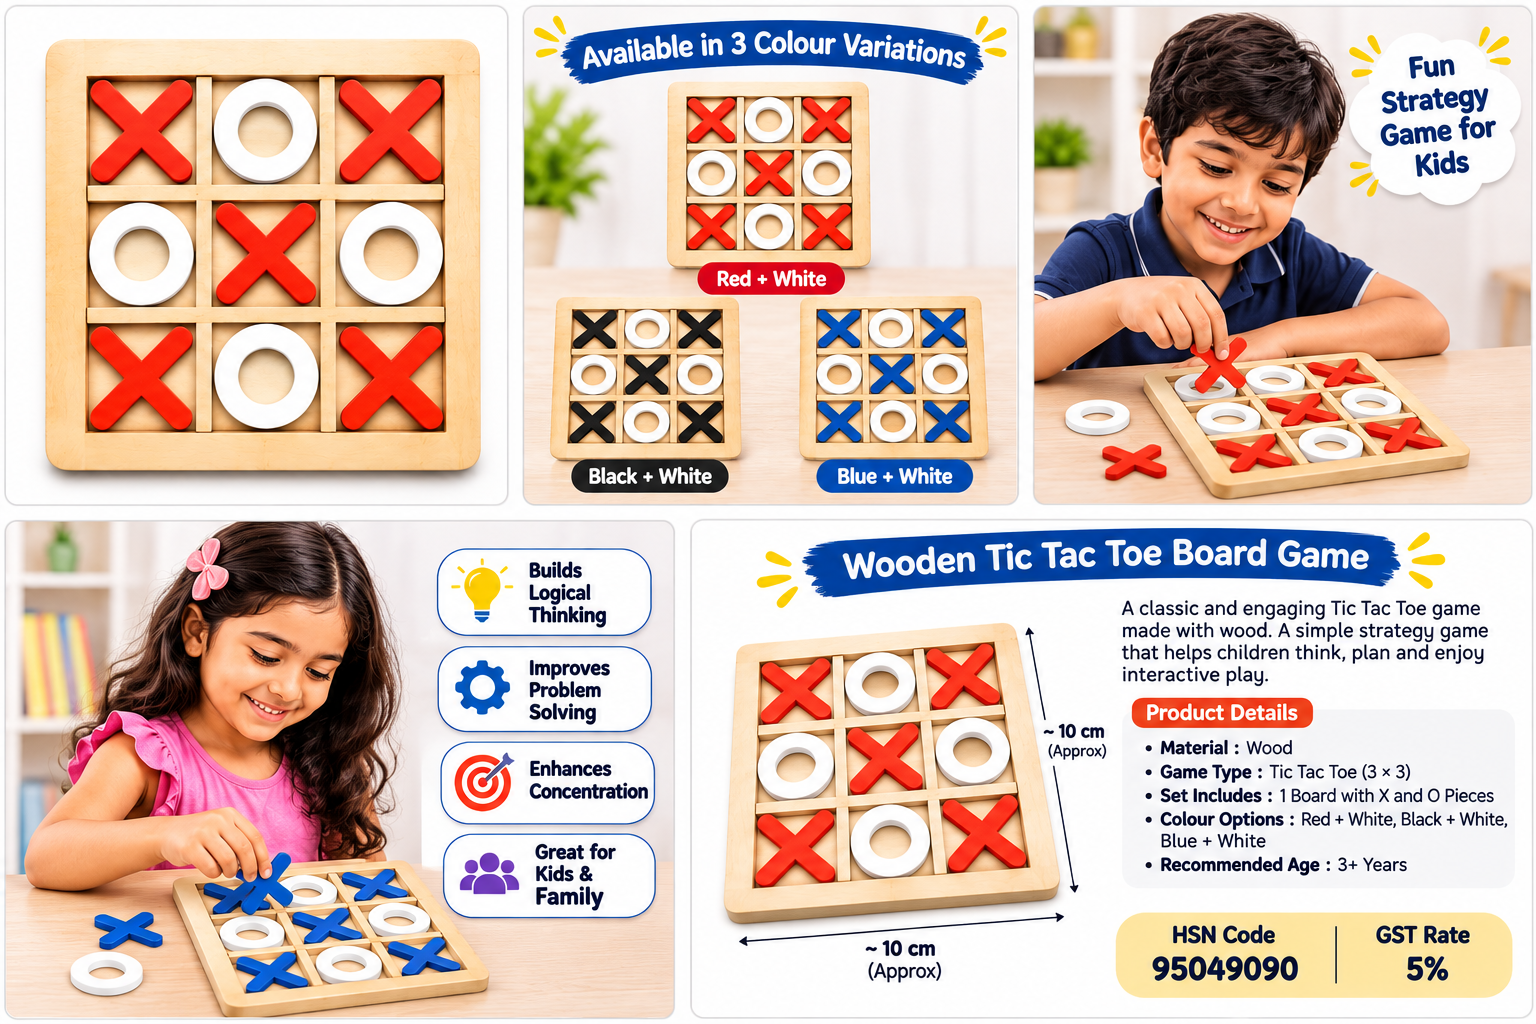 Available in 3 Colour Variations
Red + White
Black + White
Blue + White
Fun
Strategy
Game for
Kids
Builds
Logical
Thinking
Improves
Problem
Solving
Enhances
Concentration
Great for
Kids &
Family
Wooden Tic Tac Toe Board Game
A classic and engaging Tic Tac Toe game
made with wood. A simple strategy game
that helps children think, plan and enjoy
interactive play.
~ 10 cm
(Approx)
~ 10 cm
(Approx)
Product Details
• Material : Wood
• Game Type : Tic Tac Toe (3 × 3)
• Set Includes : 1 Board with X and O Pieces
• Colour Options : Red + White, Black + White,
Blue + White
• Recommended Age : 3+ Years
HSN Code
95049090
GST Rate
5%